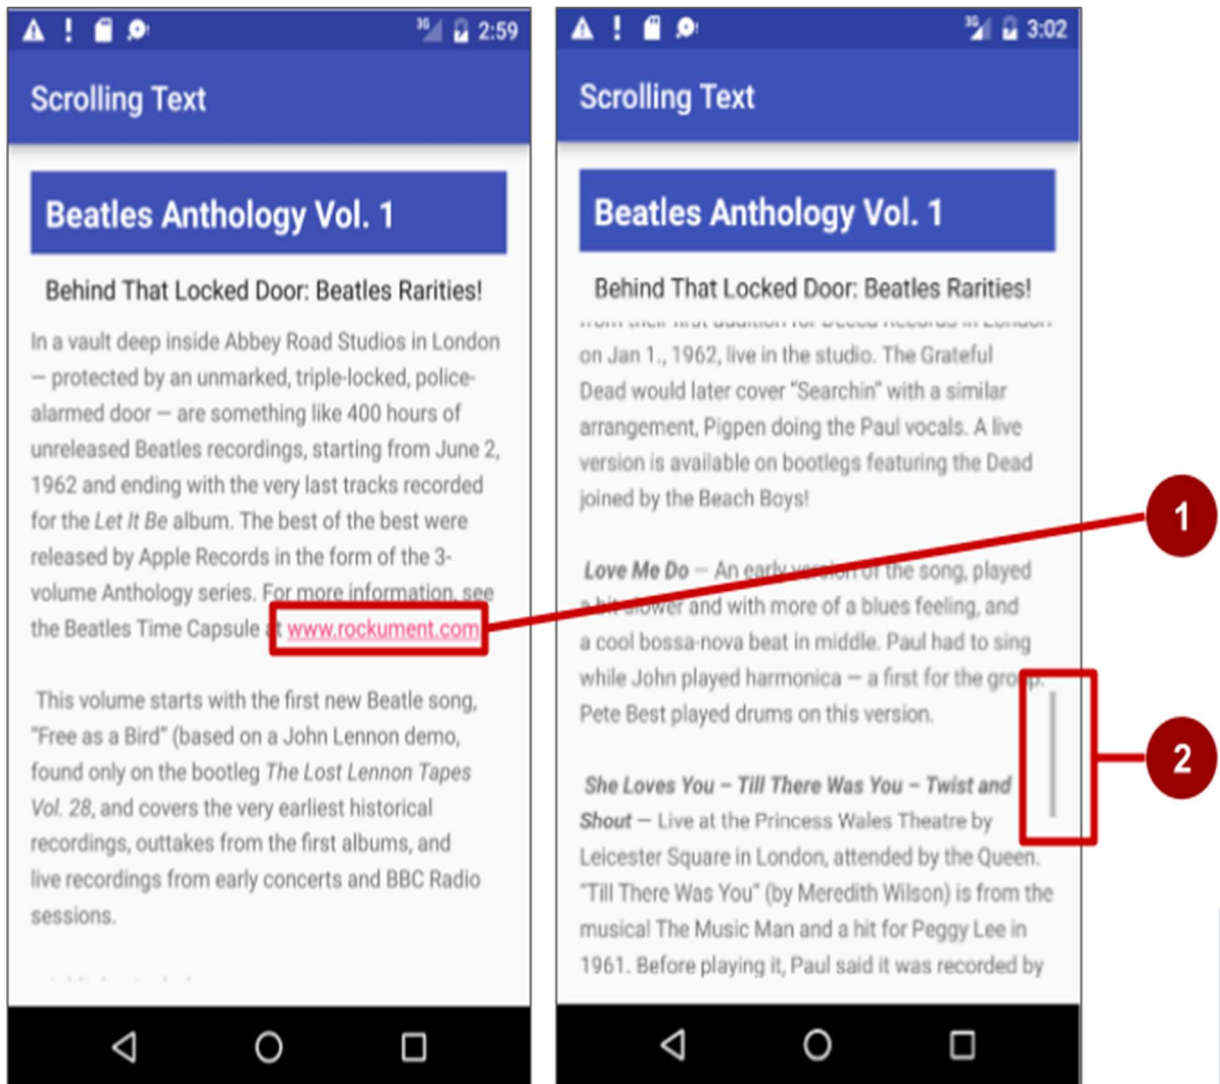 2:59
Scrolling Text
Beatles Anthology Vol. 1
Behind That Locked Door: Beatles Rarities!
In a vault deep inside Abbey Road Studios in London
— protected by an unmarked, triple-locked, police-
alarmed door — are something like 400 hours of
unreleased Beatles recordings, starting from June 2,
1962 and ending with the very last tracks recorded
for the Let It Be album. The best of the best were
released by Apple Records in the form of the 3-
volume Anthology series. For more information, see
the Beatles Time Capsule at www.rockument.com
This volume starts with the first new Beatle song,
“Free as a Bird” (based on a John Lennon demo,
found only on the bootleg The Lost Lennon Tapes
Vol. 28, and covers the very earliest historical
recordings, outtakes from the first albums, and
live recordings from early concerts and BBC Radio
sessions.
3G 3:02
Scrolling Text
Beatles Anthology Vol. 1
Behind That Locked Door: Beatles Rarities!
from their first audition for Decca Records in London
on Jan 1., 1962, live in the studio. The Grateful
Dead would later cover “Searchin” with a similar
arrangement, Pigpen doing the Paul vocals. A live
version is available on bootlegs featuring the Dead
joined by the Beach Boys!
Love Me Do — An early version of the song, played
a bit slower and with more of a blues feeling, and
a cool bossa-nova beat in middle. Paul had to sing
while John played harmonica — a first for the group.
Pete Best played drums on this version.
She Loves You – Till There Was You – Twist and
Shout — Live at the Princess Wales Theatre by
Leicester Square in London, attended by the Queen.
“Till There Was You” (by Meredith Wilson) is from the
musical The Music Man and a hit for Peggy Lee in
1961. Before playing it, Paul said it was recorded by
1
2